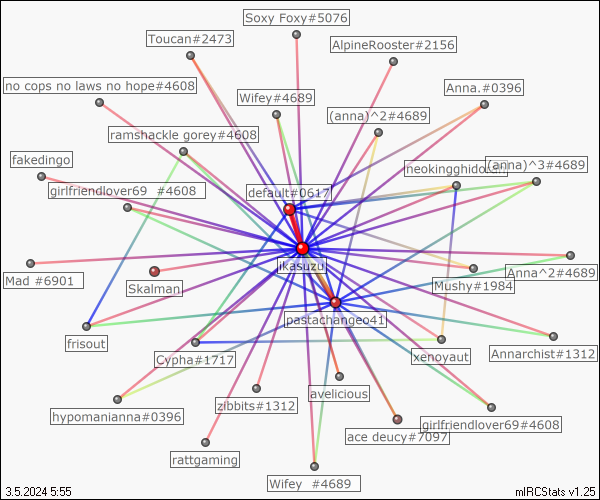 Soxy Foxy#5076
Toucan#2473
AlpineRooster#2156
no cops no laws no hope#4608
Anna.#0396
Wifey#4689
(anna)^2#4689
ramshackle gorey#4608
fakedingo
(anna)^3#4689
girlfriendlover69 #4608
default#0617
ikasuzu
Mad #6901
Skalman
Mushy#1984
Anna^2#4689
pastachangeo41
frisout
Cypha#1717
xenoyaut
Annarchist#1312
avelicious
hypomanianna#0396
zibbits#1312
girlfriendlover69#4608
ace deucy#7097
rattgaming
Wifey #4689
3.5.2024 5:55
mIRCStats v1.25